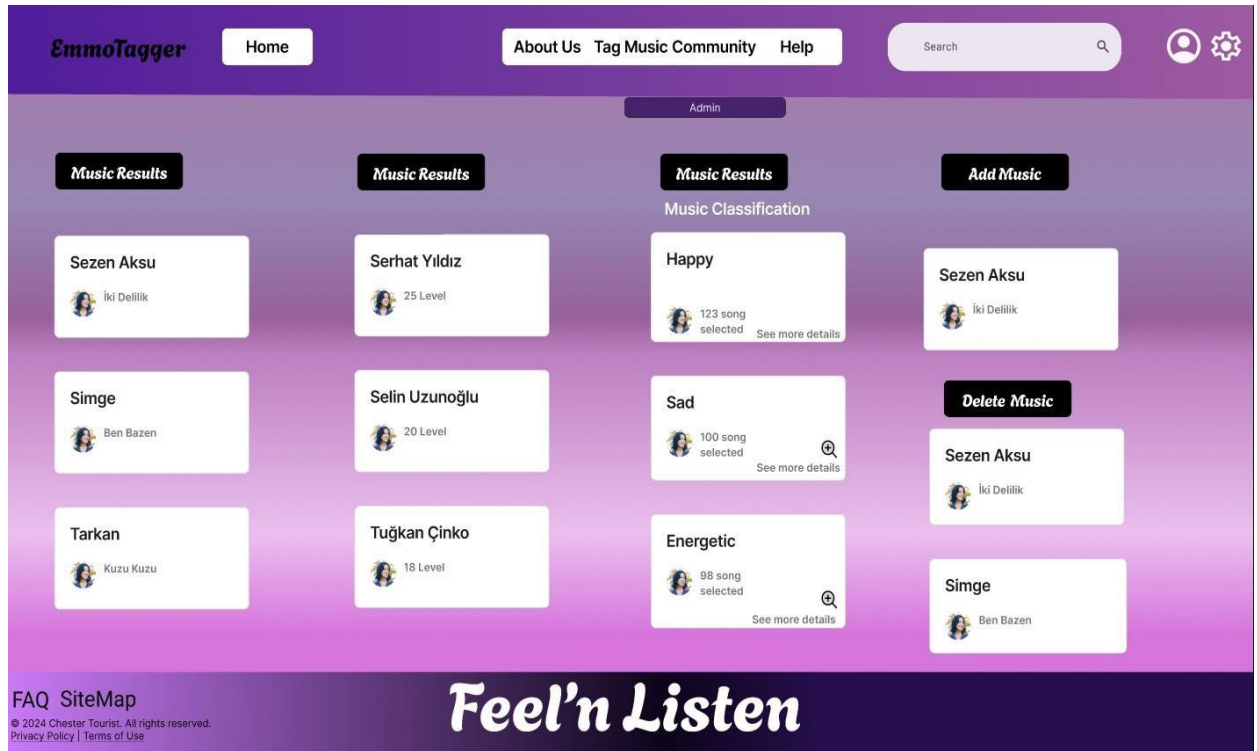 EmmoTagger
Home
About Us Tag Music Community Help
Search
Admin
Music Results
Sezen Aksu
İki Delilik
Simge
Ben Bazen
Tarkan
Kuzu Kuzu
Music Results
Serhat Yıldız
25 Level
Selin Uzunoğlu
20 Level
Tuğkan Çinko
18 Level
Music Results
Music Classification
Happy
123 song
selected
See more details
Sad
100 song
selected
See more details
Energetic
98 song
selected
See more details
Add Music
Sezen Aksu
İki Delilik
Delete Music
Sezen Aksu
İki Delilik
Simge
Ben Bazen
FAQ SiteMap
© 2024 Chester Tourist. All rights reserved.
Privacy Policy | Terms of Use
Feel'n Listen